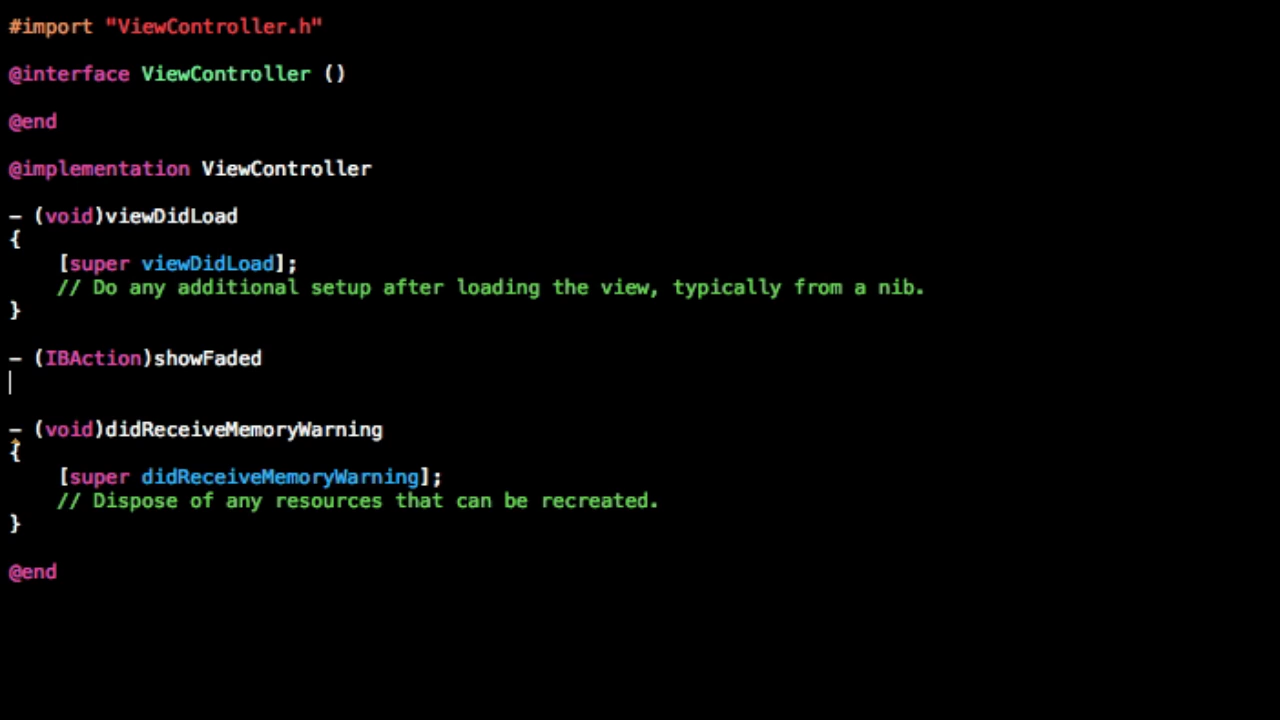 #import "ViewController.h"
@interface ViewController ()
@end
@implementation ViewController
- (void)viewDidLoad
{
[super viewDidLoad];
// Do any additional setup after loading the view, typically from a nib.
}
- (IBAction)showFaded
- (void)didReceiveMemoryWarning
{
[super didReceiveMemoryWarning];
// Dispose of any resources that can be recreated.
}
@end